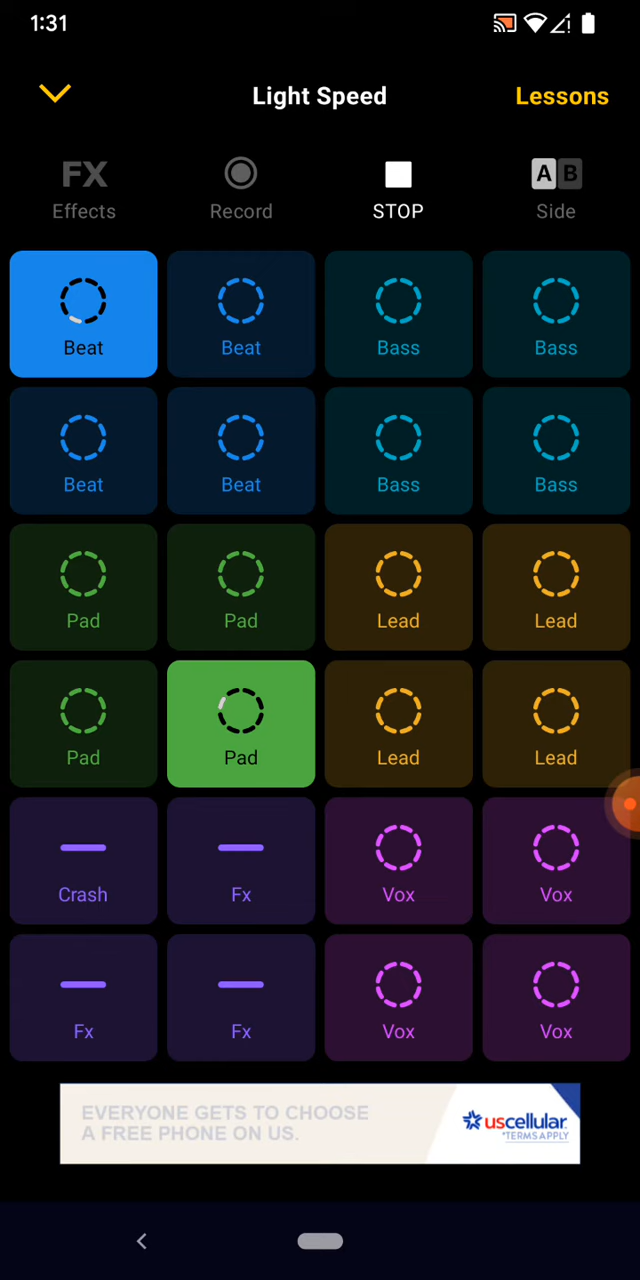 1:31
Light Speed
Lessons
FX
A B
Effects
Record
STOP
Side
Beat
Beat
Bass
Bass
Beat
Beat
Bass
Bass
Pad
Pad
Lead
Lead
Pad
Pad
Lead
Lead
Crash
Fx
Vox
Vox
Fx
Fx
Vox
Vox
EVERYONE GETS TO CHOOSE
A FREE PHONE ON US.
uscellular
*TERMS APPLY